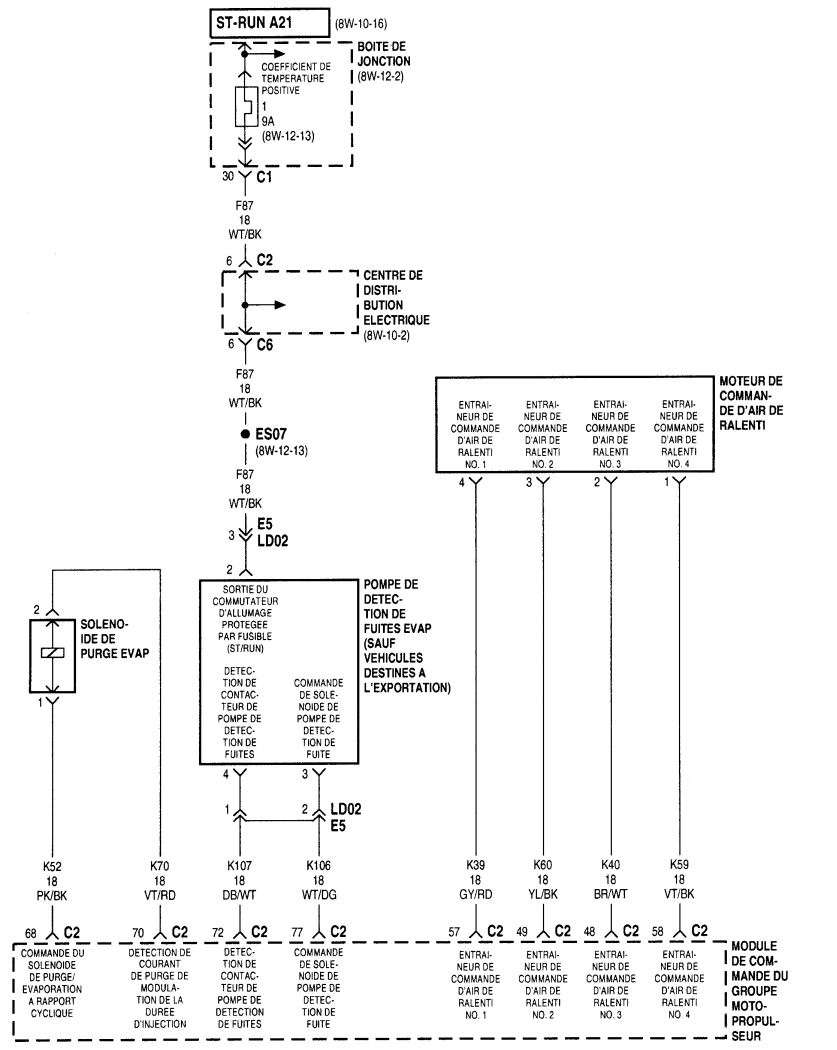 ST-RUN A21
(8W-10-16)
BOITE DE
JONCTION
(8W-12-2)
COEFFICIENT DE
TEMPERATURE
POSITIVE
1
9A
(8W-12-13)
30
C1
F87
18
WT/BK
6
C2
CENTRE DE
DISTRI-
BUTION
ELECTRIQUE
(8W-10-2)
6
C6
F87
18
WT/BK
ES07
(8W-12-13)
F87
18
WT/BK
E5
3
LD02
2
MOTEUR DE
COMMAN-
DE D'AIR DE
RALENTI
ENTRAI-
NEUR DE
COMMANDE
D'AIR DE
RALENTI
NO. 1
ENTRAI-
NEUR DE
COMMANDE
D'AIR DE
RALENTI
NO. 2
ENTRAI-
NEUR DE
COMMANDE
D'AIR DE
RALENTI
NO. 3
ENTRAI-
NEUR DE
COMMANDE
D'AIR DE
RALENTI
NO. 4
4
3
2
1
2
SOLENO-
IDE DE
PURGE EVAP
1
SORTIE DU
COMMUTATEUR
D'ALLUMAGE
PROTEGEE
PAR FUSIBLE
(ST/RUN)
DETEC-
TION DE
CONTAC-
TEUR DE
POMPE DE
DETEC-
TION DE
FUITES
COMMANDE
DE SOLE-
NOIDE DE
POMPE DE
DETEC-
TION DE
FUITE
POMPE DE
DETEC-
TION DE
FUITES EVAP
(SAUF
VEHICULES
DESTINES A
L'EXPORTATION)
4
3
1
2
LD02
E5
K52
18
PK/BK
K70
18
VT/RD
K107
18
DB/WT
K106
18
WT/DG
K39
18
GY/RD
K60
18
YL/BK
K40
18
BR/WT
K59
18
VT/BK
68
C2
70
C2
72
C2
77
C2
57
C2
49
C2
48
C2
58
C2
COMMANDE DU
SOLENOIDE
DE PURGE/
EVAPORATION
A RAPPORT
CYCLIQUE
DETECTION DE
COURANT
DE PURGE DE
MODULA-
TION DE LA
DUREE
D'INJECTION
DETEC-
TION DE
CONTAC-
TEUR DE
POMPE DE
DETECTION
DE FUITES
COMMANDE
DE SOLE-
NOIDE DE
POMPE DE
DETEC-
TION DE
FUITE
ENTRAI-
NEUR DE
COMMANDE
D'AIR DE
RALENTI
NO. 1
ENTRAI-
NEUR DE
COMMANDE
D'AIR DE
RALENTI
NO. 2
ENTRAI-
NEUR DE
COMMANDE
D'AIR DE
RALENTI
NO. 3
ENTRAI-
NEUR DE
COMMANDE
D'AIR DE
RALENTI
NO. 4
MODULE
DE COM-
MANDE DU
GROUPE
MOTO-
PROPUL-
SEUR